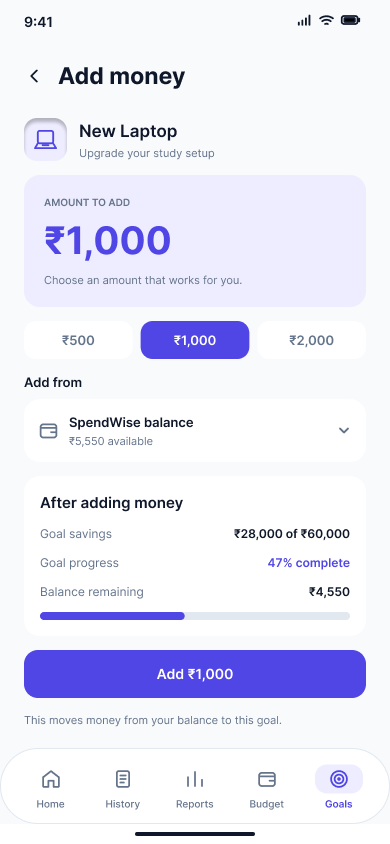 9:41
Add money
New Laptop
Upgrade your study setup
AMOUNT TO ADD
₹1,000
Choose an amount that works for you.
₹500
₹1,000
₹2,000
Add from
SpendWise balance
₹5,550 available
After adding money
Goal savings ₹28,000 of ₹60,000
Goal progress 47% complete
Balance remaining ₹4,550
Add ₹1,000
This moves money from your balance to this goal.
Home History Reports Budget Goals